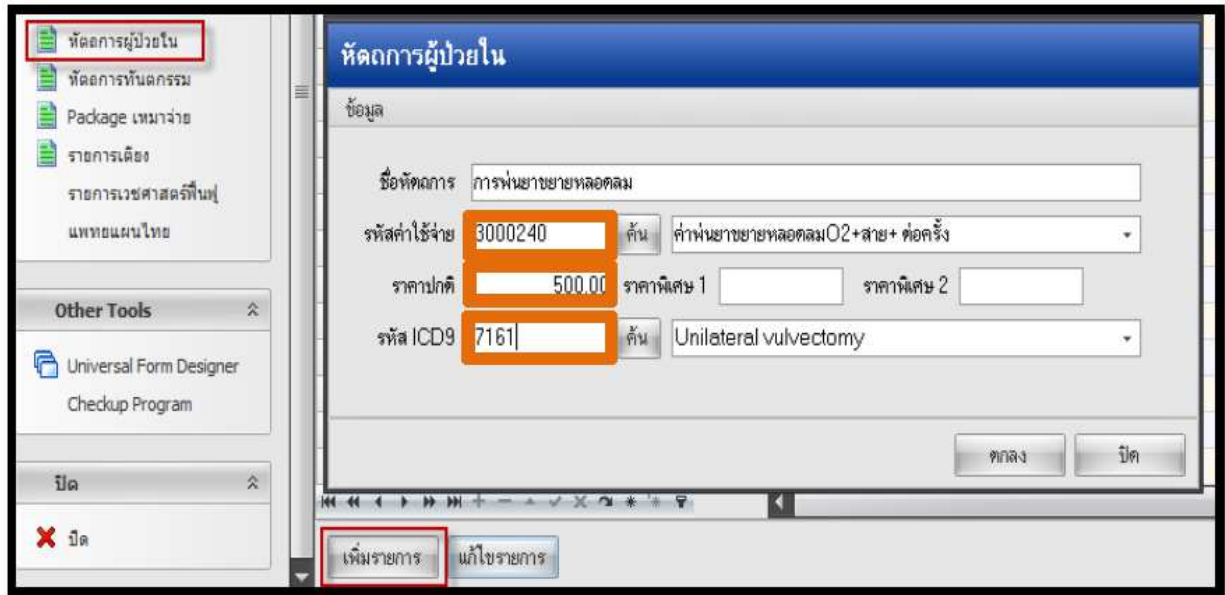 หัตถการผู้ป่วยใน
หัตถการทันตกรรม
Package เหมาจ่าย
รายการเตียง
รายการเวชศาสตร์ฟื้นฟู
แพทยแผนไทย
Other Tools
Universal Form Designer
Checkup Program
ปิด
ปิด
หัตถการผู้ป่วยใน
ข้อมูล
ชื่อหัตถการ การพ่นยาขยายหลอดลม
รหัสค่าใช้จ่าย 3000240 ค้น ค่าพ่นยาขยายหลอดลมO2+สาย+ ต่อครั้ง
ราคาปกติ 500.00 ราคาพิเศษ 1 ราคาพิเศษ 2
รหัส ICD9 7161 ค้น Unilateral vulvectomy
ตกลง ปิด
เพิ่มรายการ แก้ไขรายการ